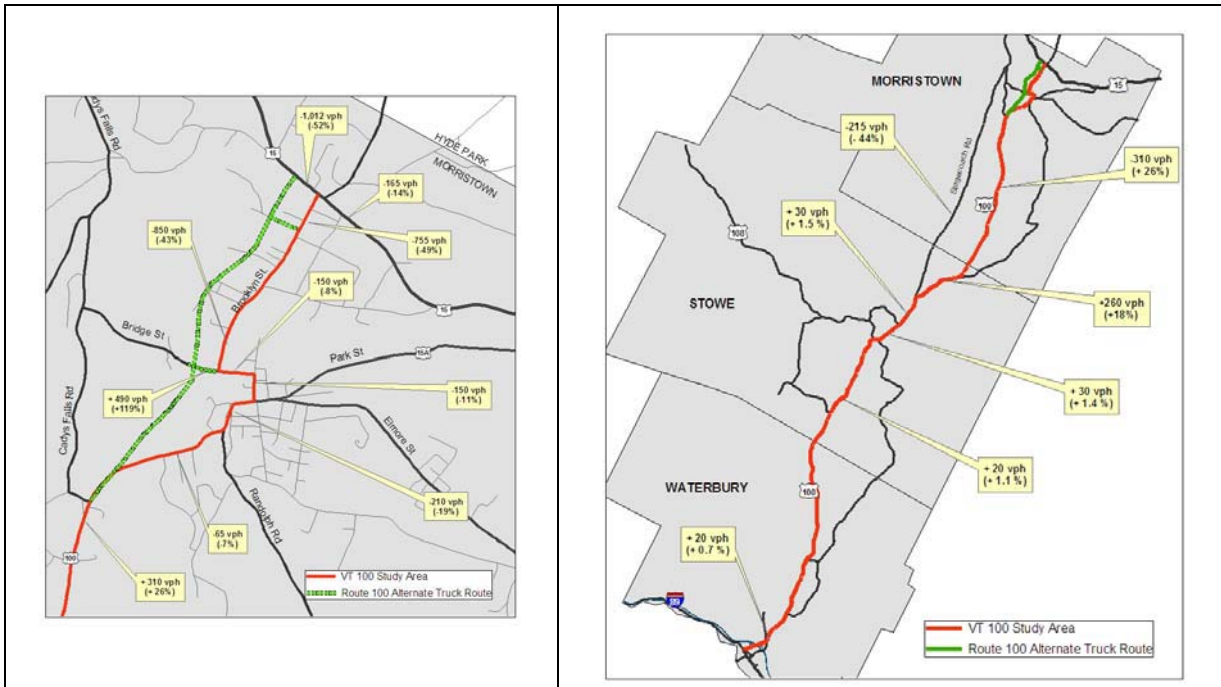 Cadys Falls Rd
-1,012 vph
(-52%)
15
HYDE PARK
MORRISTOWN
-165 vph
(-14%)
-850 vph
(-43%)
-755 vph
(-49%)
Brooklyn St.
-150 vph
(-8%)
15
Bridge St
Park St
15A
+ 490 vph
(+119%)
-150 vph
(-11%)
Cadys Falls Rd
Elmore St
-210 vph
(-19%)
Randolph Rd
-65 vph
(-7%)
100
+ 310 vph
(+ 26%)
VT 100 Study Area
Route 100 Alternate Truck Route
MORRISTOWN
15
-215 vph
(- 44%)
Stagecoach Rd
-310 vph
(+ 26%)
100
+ 30 vph
(+ 1.5 %)
108
STOWE
+260 vph
(+18%)
+ 30 vph
(+ 1.4 %)
+ 20 vph
(+ 1.1 %)
WATERBURY
100
+ 20 vph
(+ 0.7 %)
89
VT 100 Study Area
Route 100 Alternate Truck Route